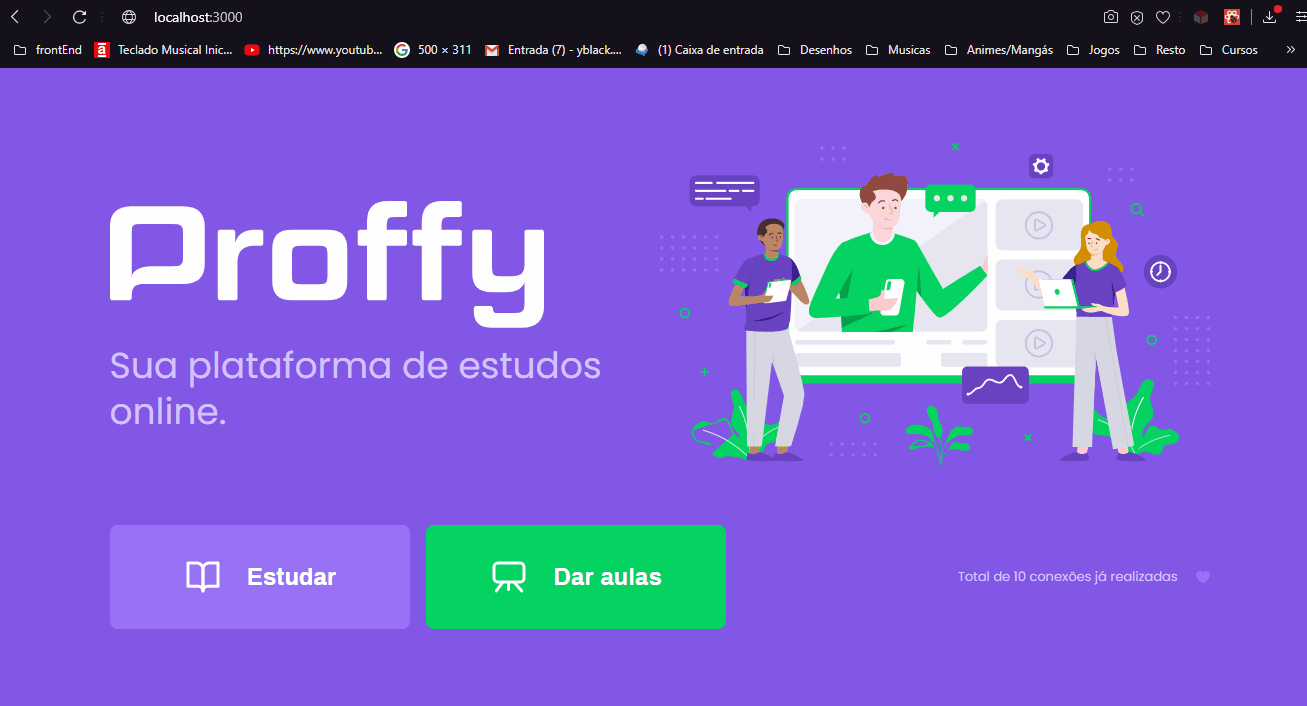 localhost:3000
frontEnd
Teclado Musical Inic...
https://www.youtub...
500 × 311
Entrada (7) - yblack....
(1) Caixa de entrada
Desenhos
Musicas
Animes/Mangás
Jogos
Resto
Cursos
»
Proffy
Sua plataforma de estudos
online.
Estudar
Dar aulas
Total de 10 conexões já realizadas